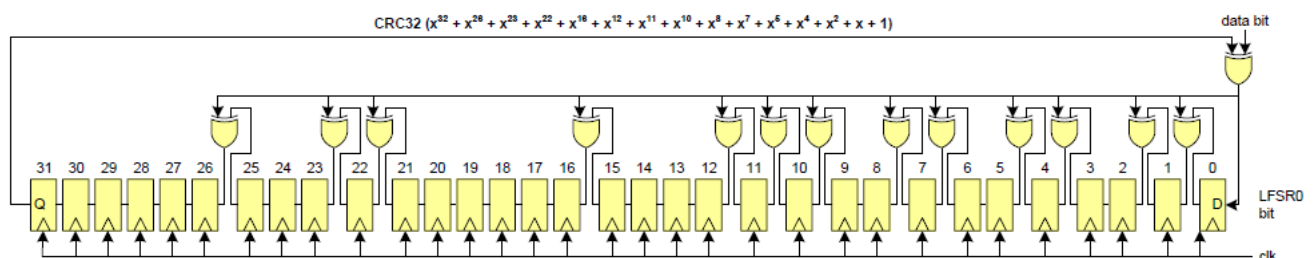 CRC32 (x³² + x²⁶ + x²³ + x²² + x¹⁶ + x¹² + x¹¹ + x¹⁰ + x⁸ + x⁷ + x⁵ + x⁴ + x² + x + 1)
data bit
31 30 29 28 27 26 25 24 23 22 21 20 19 18 17 16 15 14 13 12 11 10 9 8 7 6 5 4 3 2 1 0
Q
D
LFSR0
bit
clk